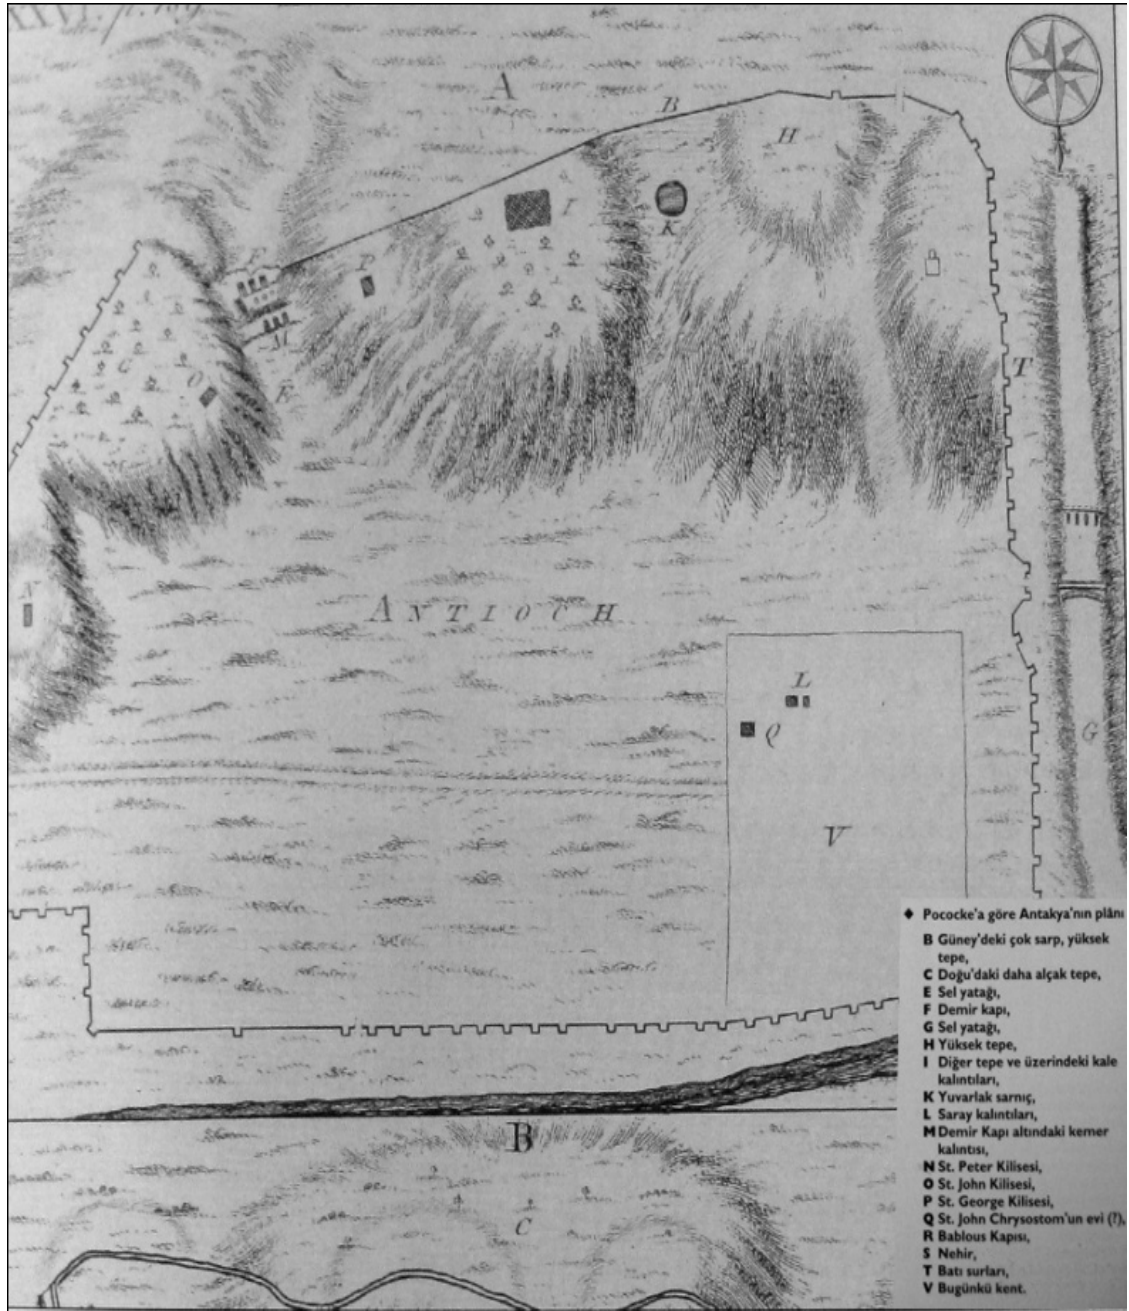 A
B
H
I
K
F
P
M
O
C
E
T
N
ANTIOCH
L
Q
G
V
B
C
♦ Pococke'a göre Antakya'nın plânı
B Güney'deki çok sarp, yüksek
tepe,
C Doğu'daki daha alçak tepe,
E Sel yatağı,
F Demir kapı,
G Sel yatağı,
H Yüksek tepe,
I Diğer tepe ve üzerindeki kale
kalıntıları,
K Yuvarlak sarnıç,
L Saray kalıntıları,
M Demir Kapı altındaki kemer
kalıntısı,
N St. Peter Kilisesi,
O St. John Kilisesi,
P St. George Kilisesi,
Q St. John Chrysostom'un evi (?),
R Bablous Kapısı,
S Nehir,
T Batı surları,
V Bugünkü kent.